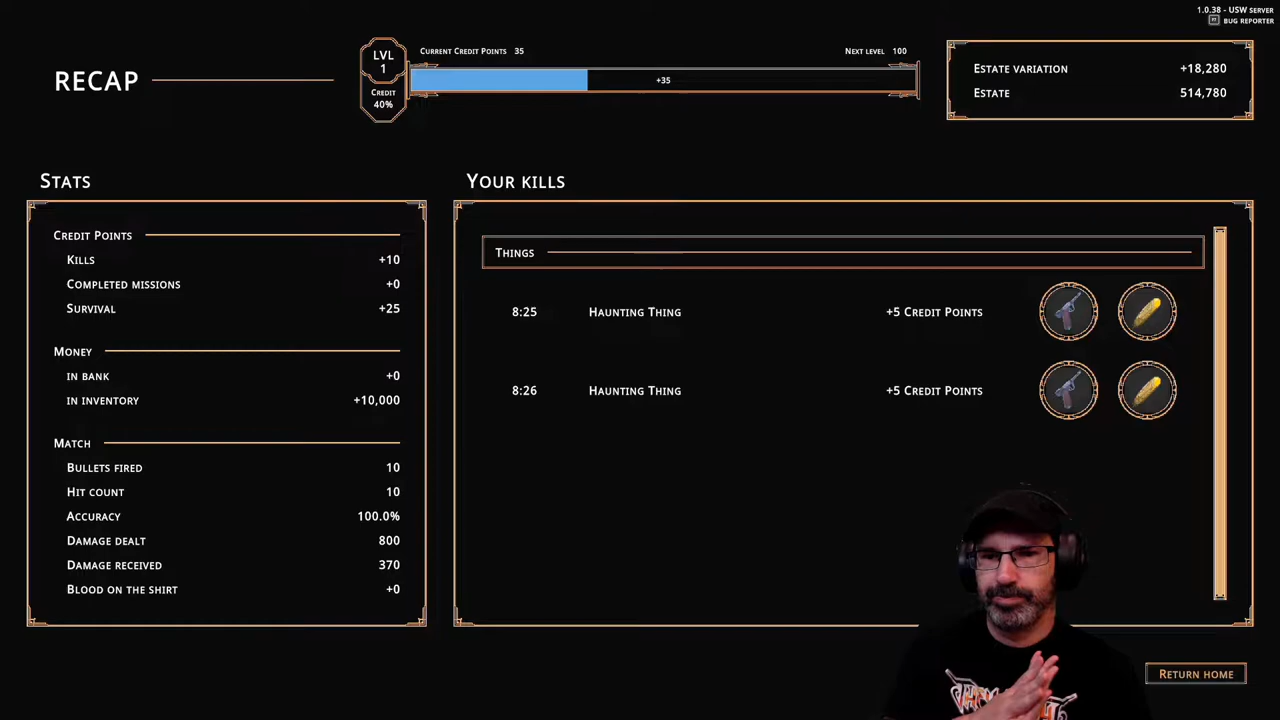 1.0.38 - USW server
Bug reporter
Recap
LVL
1
Credit
40%
Current Credit Points 35
Next level 100
+35
Estate variation +18,280
Estate 514,780
Stats
Credit Points
Kills +10
Completed missions +0
Survival +25
Money
in bank +0
in inventory +10,000
Match
Bullets fired 10
Hit count 10
Accuracy 100.0%
Damage dealt 800
Damage received 370
Blood on the shirt +0
Your kills
Things
8:25 Haunting Thing +5 Credit Points
8:26 Haunting Thing +5 Credit Points
Return home